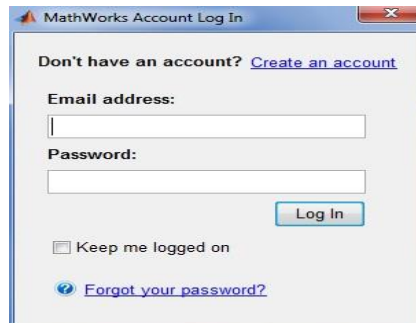 MathWorks Account Log In
Don't have an account? Create an account
Email address:
Password:
Log In
Keep me logged on
Forgot your password?